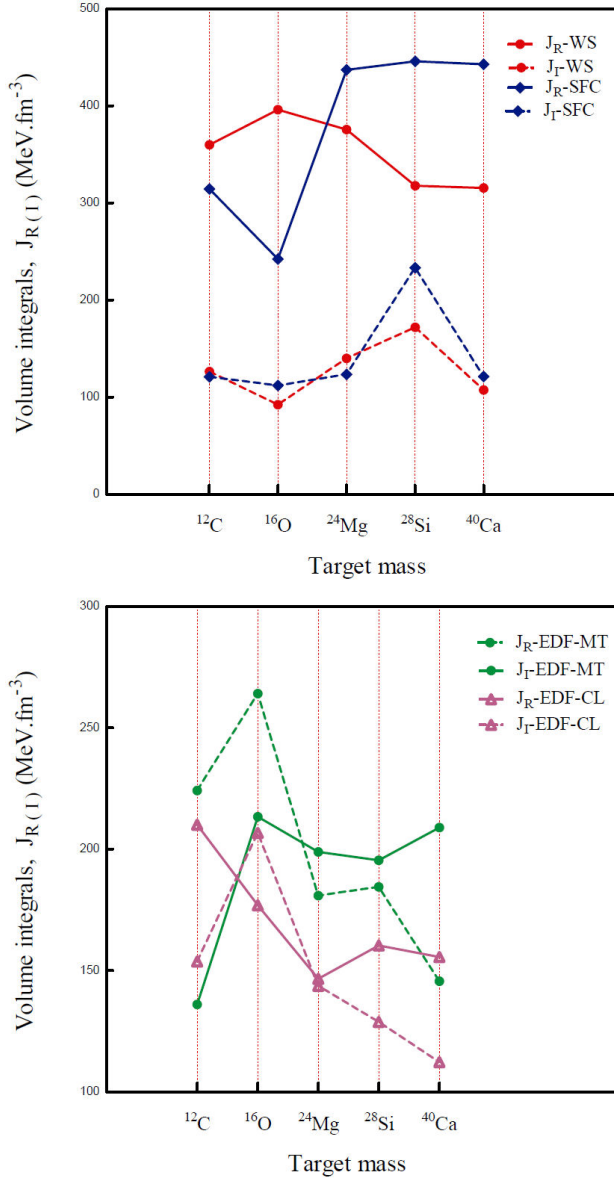 500
400
300
200
100
0
Volume integrals, J_R(1) (MeV.fm^-3)
J_R-WS
J_I-WS
J_R-SFC
J_I-SFC
^12C ^16O ^24Mg ^28Si ^40Ca
Target mass
300
250
200
150
100
Volume integrals, J_R(1) (MeV.fm^-3)
J_R-EDF-MT
J_I-EDF-MT
J_R-EDF-CL
J_I-EDF-CL
^12C ^16O ^24Mg ^28Si ^40Ca
Target mass